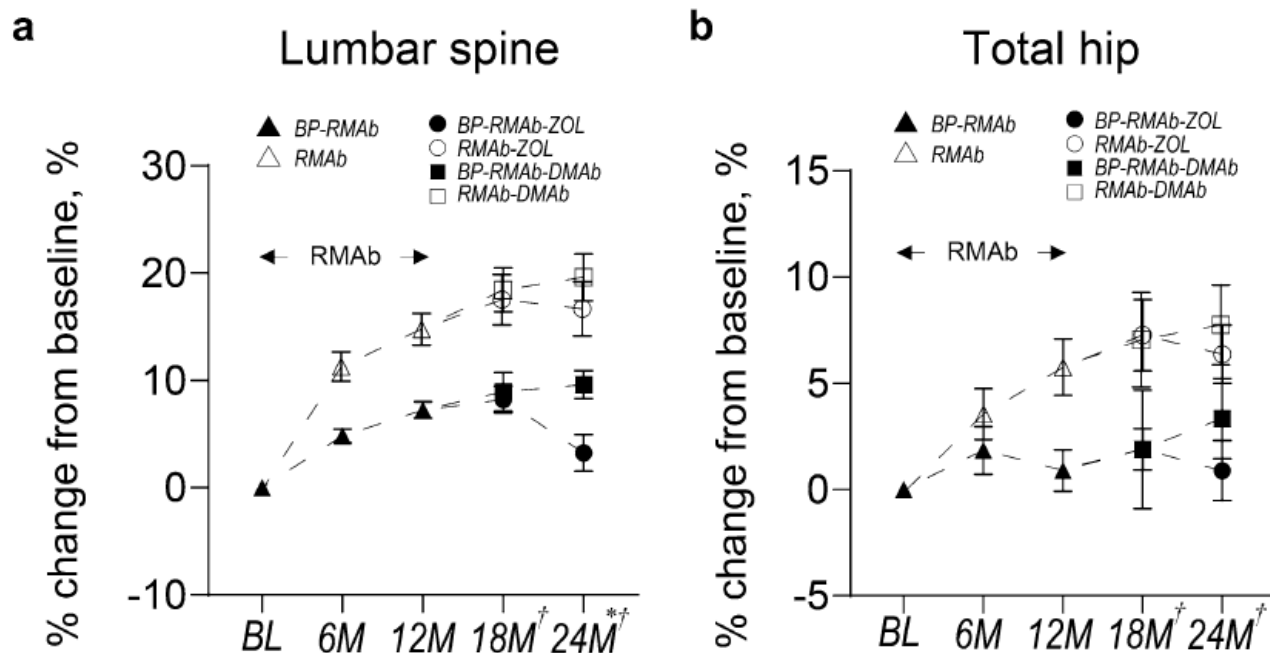 a
Lumbar spine
BP-RMAb
RMAb
BP-RMAb-ZOL
RMAb-ZOL
BP-RMAb-DMAb
RMAb-DMAb
% change from baseline, %
30
20
10
0
-10
RMAb
BL 6M 12M 18M† 24M*†
b
Total hip
BP-RMAb
RMAb
BP-RMAb-ZOL
RMAb-ZOL
BP-RMAb-DMAb
RMAb-DMAb
% change from baseline, %
15
10
5
0
-5
RMAb
BL 6M 12M 18M† 24M†